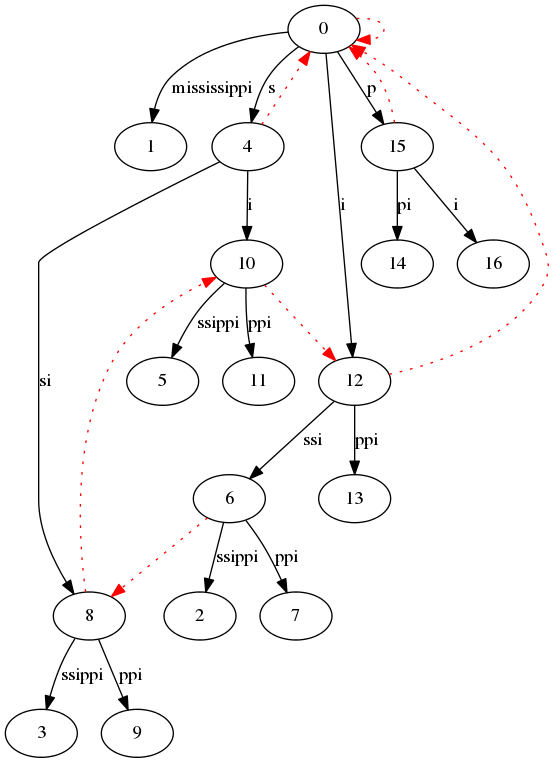 0
mississippi s p
1 4 15
i i pi i
10 14 16
si ssippi ppi
5 11 12
ssi ppi
6 13
ssippi ppi
8 2 7
ssippi ppi
3 9